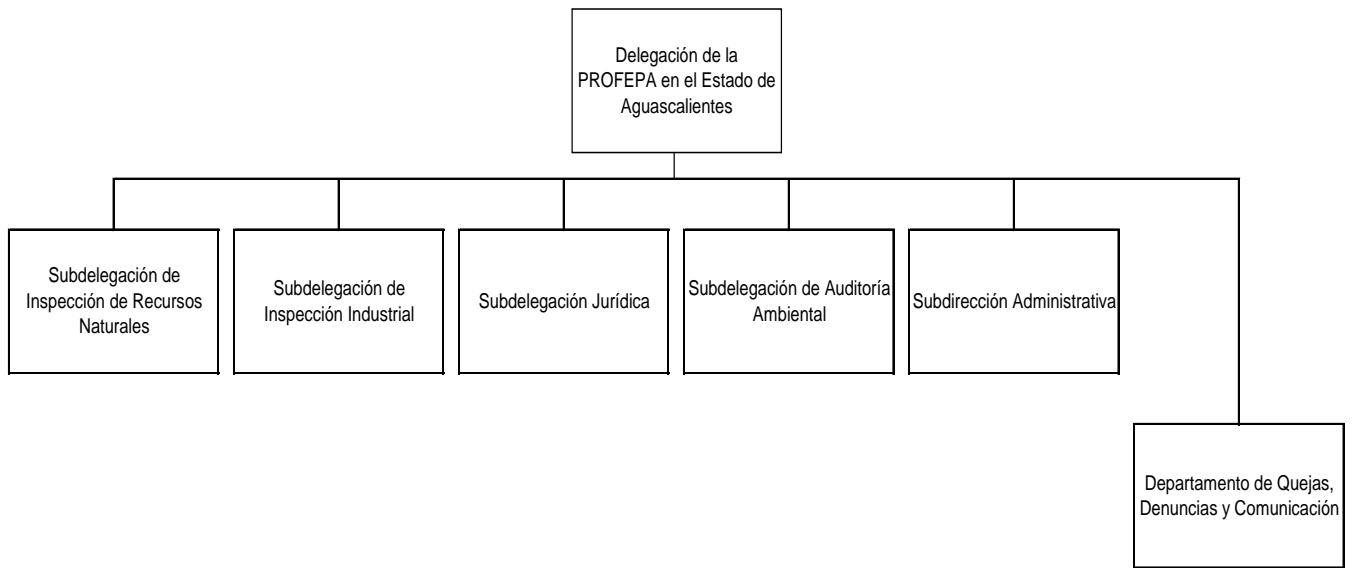 Delegación de la
PROFEPA en el Estado de
Aguascalientes
Subdelegación de
Inspección de Recursos
Naturales
Subdelegación de
Inspección Industrial
Subdelegación Jurídica
Subdelegación de Auditoría
Ambiental
Subdirección Administrativa
Departamento de Quejas,
Denuncias y Comunicación